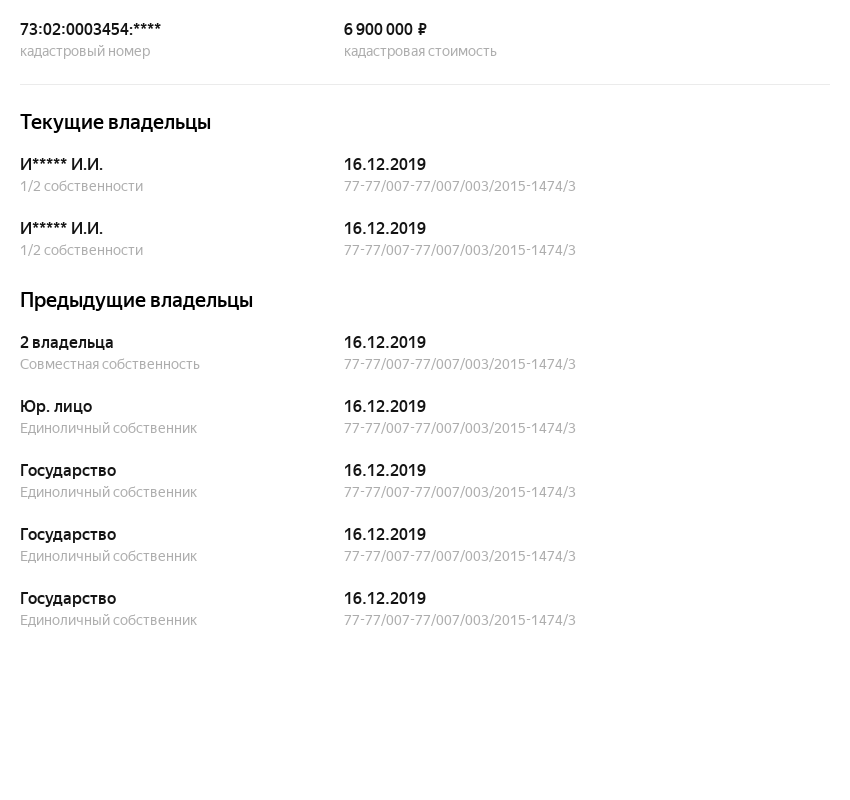 73:02:0003454:**** 6 900 000 ₽
кадастровый номер кадастровая стоимость
Текущие владельцы
И***** И.И. 16.12.2019
1/2 собственности 77-77/007-77/007/003/2015-1474/3
И***** И.И. 16.12.2019
1/2 собственности 77-77/007-77/007/003/2015-1474/3
Предыдущие владельцы
2 владельца 16.12.2019
Совместная собственность 77-77/007-77/007/003/2015-1474/3
Юр. лицо 16.12.2019
Единоличный собственник 77-77/007-77/007/003/2015-1474/3
Государство 16.12.2019
Единоличный собственник 77-77/007-77/007/003/2015-1474/3
Государство 16.12.2019
Единоличный собственник 77-77/007-77/007/003/2015-1474/3
Государство 16.12.2019
Единоличный собственник 77-77/007-77/007/003/2015-1474/3